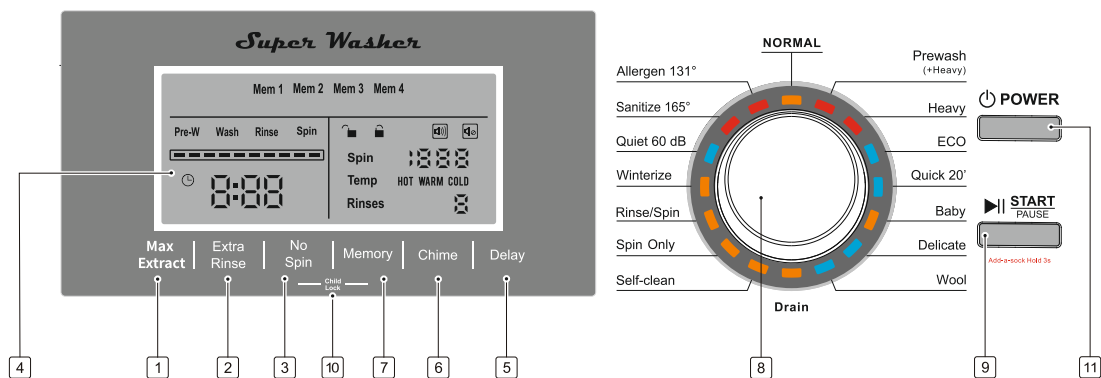 Super Washer
Mem 1 Mem 2 Mem 3 Mem 4
Pre-W Wash Rinse Spin
Spin 1888
Temp HOT WARM COLD
Rinses 8
8:88
Max Extract
Extra Rinse
No Spin
Memory
Chime
Delay
Child Lock
4
1
2
3
10
7
6
5
NORMAL
Allergen 131°
Sanitize 165°
Quiet 60 dB
Winterize
Rinse/Spin
Spin Only
Self-clean
Prewash
(+Heavy)
Heavy
ECO
Quick 20'
Baby
Delicate
Wool
Drain
POWER
START
PAUSE
Add-a-sock Hold 3s
8
9
11